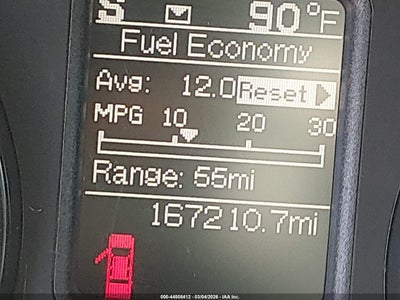 S 90°F
Fuel Economy
Avg: 12.0 Reset
MPG 10 20 30
Range: 55mi
167210.7mi
000-44508412 - 03/04/2026 - IAA Inc.